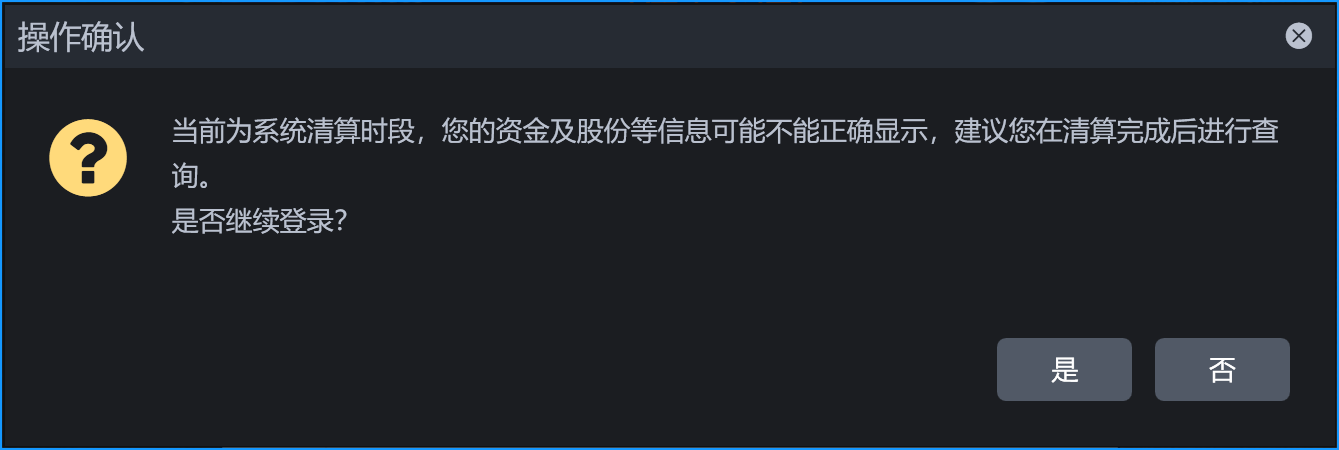 操作确认
当前为系统清算时段，您的资金及股份等信息可能不能正确显示，建议您在清算完成后进行查
询。
是否继续登录？
是
否